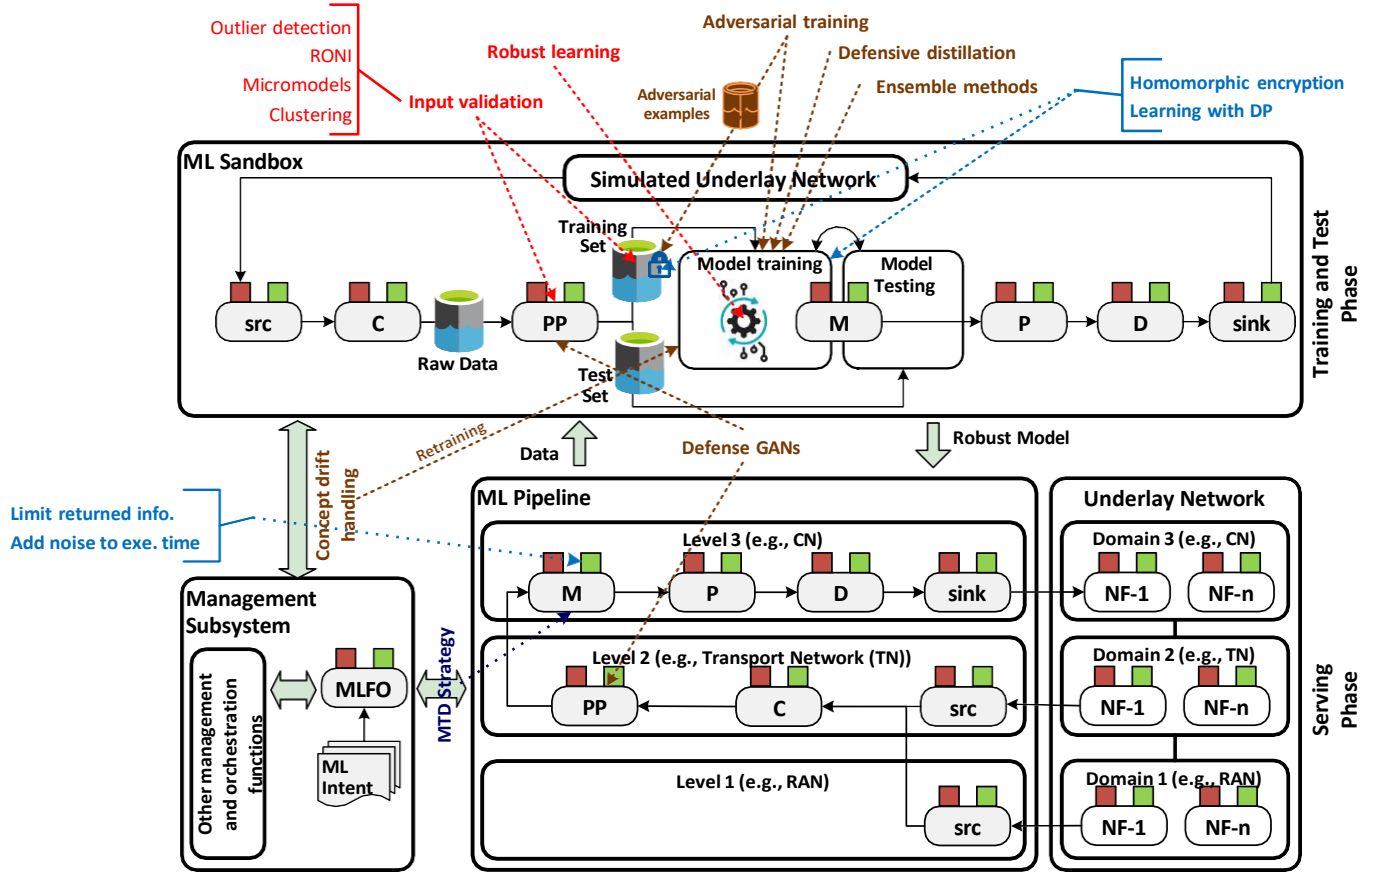 Outlier detection
RONI
Micromodels
Clustering
Input validation
Robust learning
Adversarial training
Defensive distillation
Ensemble methods
Adversarial
examples
Homomorphic encryption
Learning with DP
ML Sandbox
Simulated Underlay Network
Training
Set
Model training
Model
Testing
src
C
Raw Data
PP
M
P
D
sink
Test
Set
Training and Test
Phase
Retraining
Data
Defense GANs
Robust Model
Concept drift
handling
Limit returned info.
Add noise to exe. time
Management
Subsystem
Other management
and orchestration
functions
MLFO
ML
Intent
MTD Strategy
ML Pipeline
Level 3 (e.g., CN)
M
P
D
sink
Level 2 (e.g., Transport Network (TN))
PP
C
src
Level 1 (e.g., RAN)
src
Underlay Network
Domain 3 (e.g., CN)
NF-1
NF-n
Domain 2 (e.g., TN)
NF-1
NF-n
Domain 1 (e.g., RAN)
NF-1
NF-n
Serving
Phase